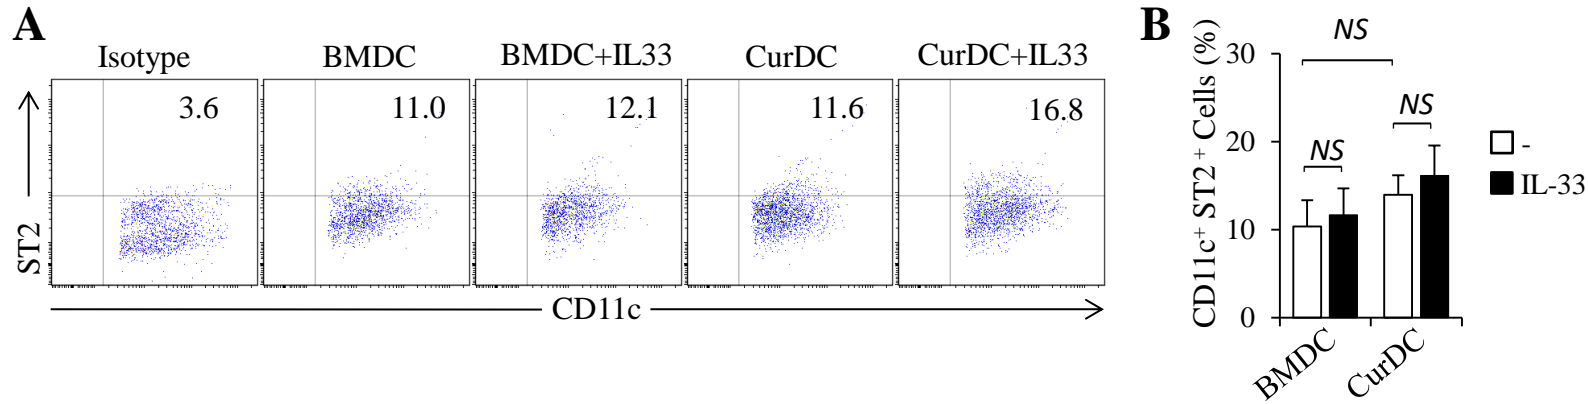 A
Isotype
BMDC
BMDC+IL33
CurDC
CurDC+IL33
3.6
11.0
12.1
11.6
16.8
ST2
CD11c
B
NS
NS
NS
CD11c⁺ ST2⁺ Cells (%)
30
20
10
0
BMDC
CurDC
-
IL-33